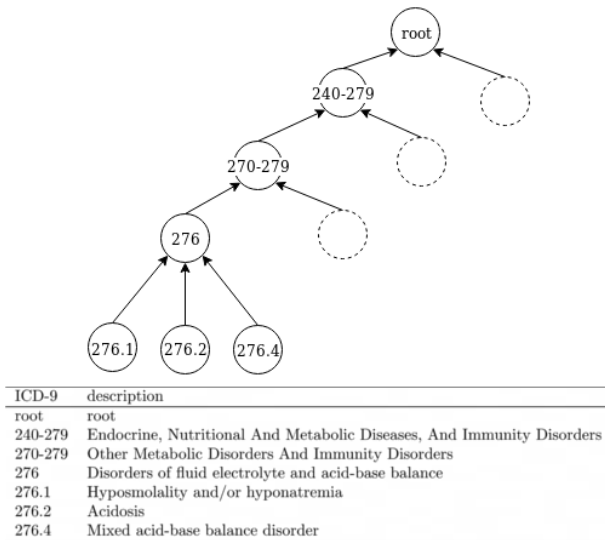 root
240-279
270-279
276
276.1 276.2 276.4
ICD-9 description
root root
240-279 Endocrine, Nutritional And Metabolic Diseases, And Immunity Disorders
270-279 Other Metabolic Disorders And Immunity Disorders
276 Disorders of fluid electrolyte and acid-base balance
276.1 Hyposmolality and/or hyponatremia
276.2 Acidosis
276.4 Mixed acid-base balance disorder